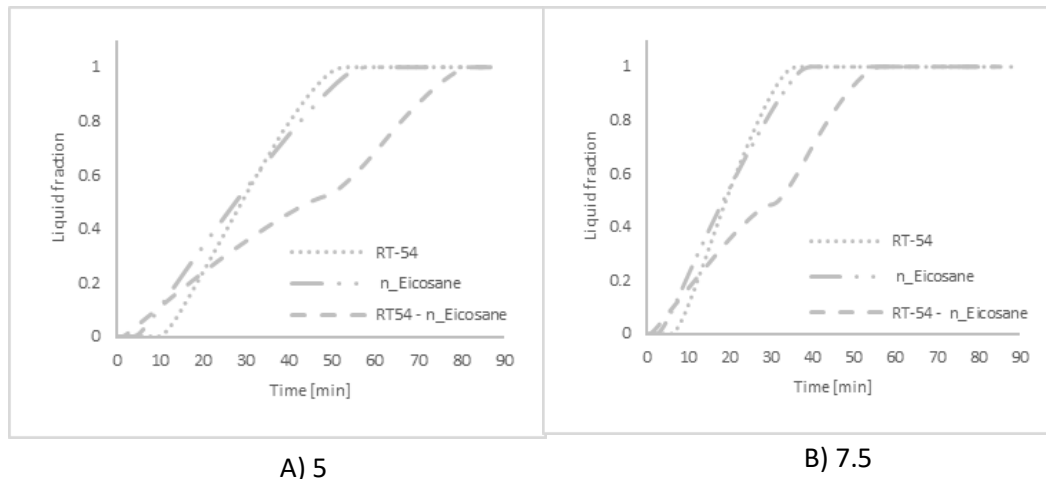 1
0.8
0.6
0.4
0.2
0
Liquid fraction
RT-54
n_Eicosane
RT54 - n_Eicosane
0 10 20 30 40 50 60 70 80 90
Time [min]
A) 5
1
0.8
0.6
0.4
0.2
0
Liquid fraction
RT-54
n_Eicosane
RT-54 - n_Eicosane
0 10 20 30 40 50 60 70 80 90
Time [min]
B) 7.5